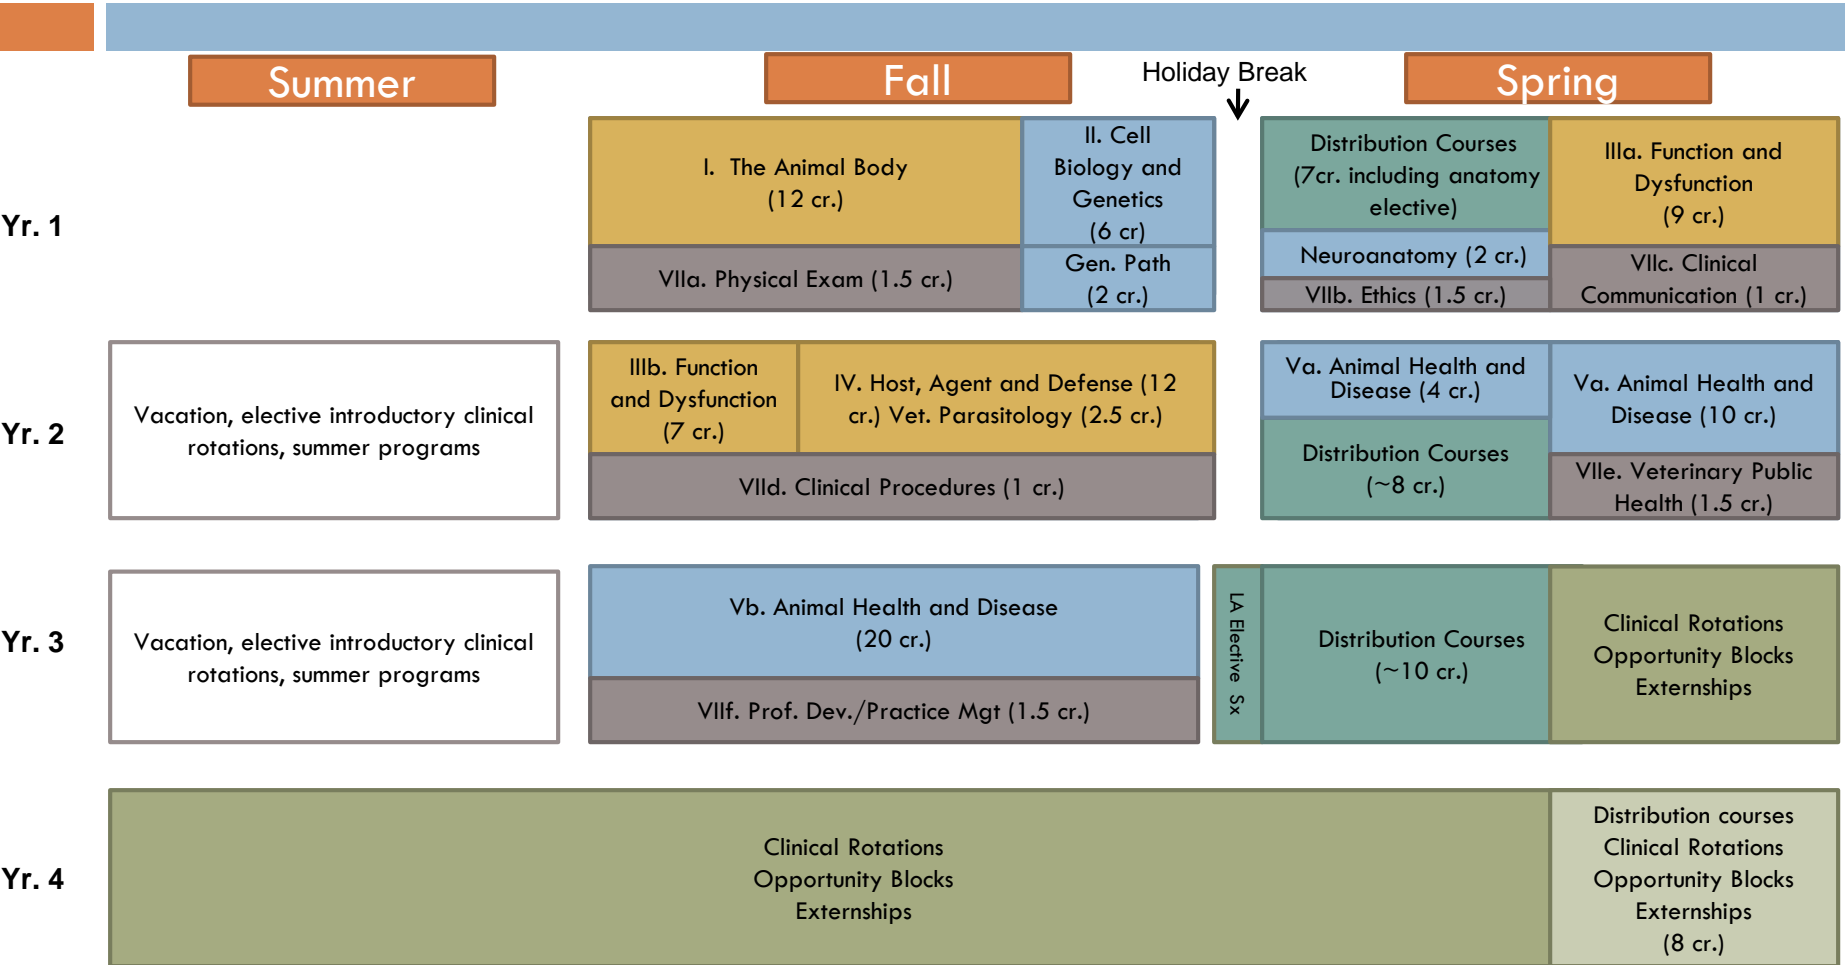 Summer
Fall
Holiday Break
Spring
Yr. 1
I. The Animal Body
(12 cr.)
II. Cell
Biology and
Genetics
(6 cr)
VIIa. Physical Exam (1.5 cr.)
Gen. Path
(2 cr.)
Distribution Courses
(7cr. including anatomy
elective)
Neuroanatomy (2 cr.)
VIIb. Ethics (1.5 cr.)
IIIa. Function and
Dysfunction
(9 cr.)
VIIc. Clinical
Communication (1 cr.)
Yr. 2
Vacation, elective introductory clinical
rotations, summer programs
IIIb. Function
and Dysfunction
(7 cr.)
IV. Host, Agent and Defense (12
cr.) Vet. Parasitology (2.5 cr.)
VIId. Clinical Procedures (1 cr.)
Va. Animal Health and
Disease (4 cr.)
Distribution Courses
(~8 cr.)
Va. Animal Health and
Disease (10 cr.)
VIIe. Veterinary Public
Health (1.5 cr.)
Yr. 3
Vacation, elective introductory clinical
rotations, summer programs
Vb. Animal Health and Disease
(20 cr.)
VIIf. Prof. Dev./Practice Mgt (1.5 cr.)
LA Elective Sx
Distribution Courses
(~10 cr.)
Clinical Rotations
Opportunity Blocks
Externships
Yr. 4
Clinical Rotations
Opportunity Blocks
Externships
Distribution courses
Clinical Rotations
Opportunity Blocks
Externships
(8 cr.)